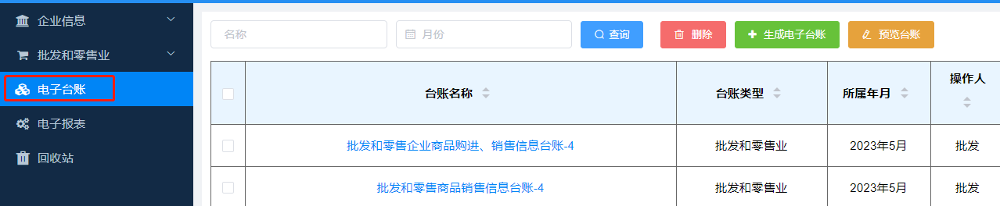 企业信息
批发和零售业
电子台账
电子报表
回收站
名称 月份 查询 删除 生成电子台账 预览台账
台账名称 台账类型 所属年月 操作人
批发和零售企业商品购进、销售信息台账-4 批发和零售业 2023年5月 批发
批发和零售商品销售信息台账-4 批发和零售业 2023年5月 批发